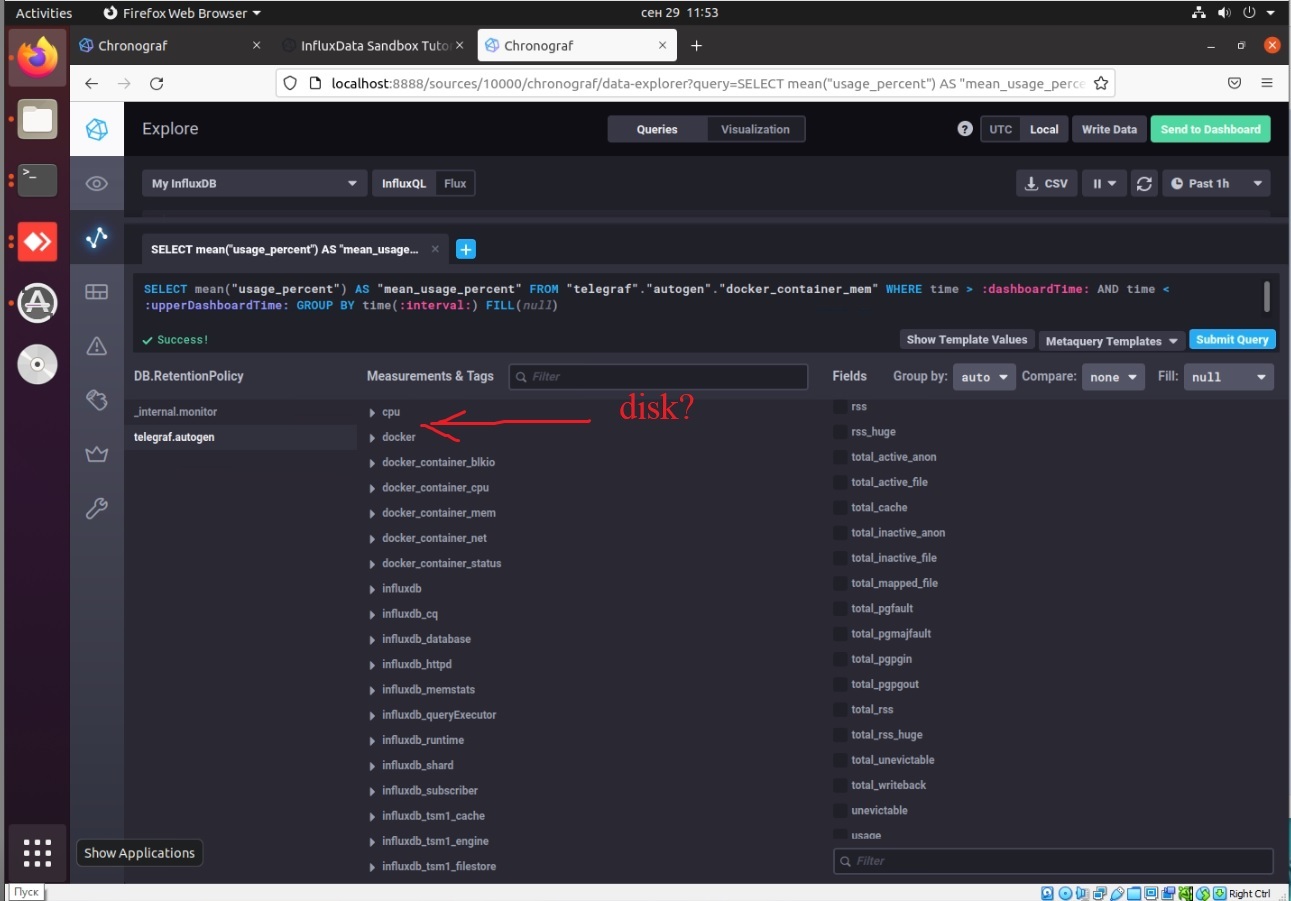 Activities
Firefox Web Browser
сен 29 11:53
Chronograf
InfluxData Sandbox Tuto
Chronograf
localhost:8888/sources/10000/chronograf/data-explorer?query=SELECT mean("usage_percent") AS "mean_usage_perce
Explore
Queries
Visualization
?
UTC
Local
Write Data
Send to Dashboard
My InfluxDB
InfluxQL
Flux
CSV
Past 1h
SELECT mean("usage_percent") AS "mean_usage...
SELECT mean("usage_percent") AS "mean_usage_percent" FROM "telegraf"."autogen"."docker_container_mem" WHERE time > :dashboardTime: AND time <
:upperDashboardTime: GROUP BY time(:interval:) FILL(null)
Success!
Show Template Values
Metaquery Templates
Submit Query
DB.RetentionPolicy
Measurements & Tags
Filter
Fields
Group by:
auto
Compare:
none
Fill:
null
_internal.monitor
telegraf.autogen
disk?
cpu
docker
docker_container_blkio
docker_container_cpu
docker_container_mem
docker_container_net
docker_container_status
influxdb
influxdb_cq
influxdb_database
influxdb_httpd
influxdb_memstats
influxdb_queryExecutor
influxdb_runtime
influxdb_shard
influxdb_subscriber
influxdb_tsm1_cache
influxdb_tsm1_engine
influxdb_tsm1_filestore
rss
rss_huge
total_active_anon
total_active_file
total_cache
total_inactive_anon
total_inactive_file
total_mapped_file
total_pgfault
total_pgmajfault
total_pgpgin
total_pgpgout
total_rss
total_rss_huge
total_unevictable
total_writeback
unevictable
usage
Filter
Show Applications
Пуск
Right Ctrl